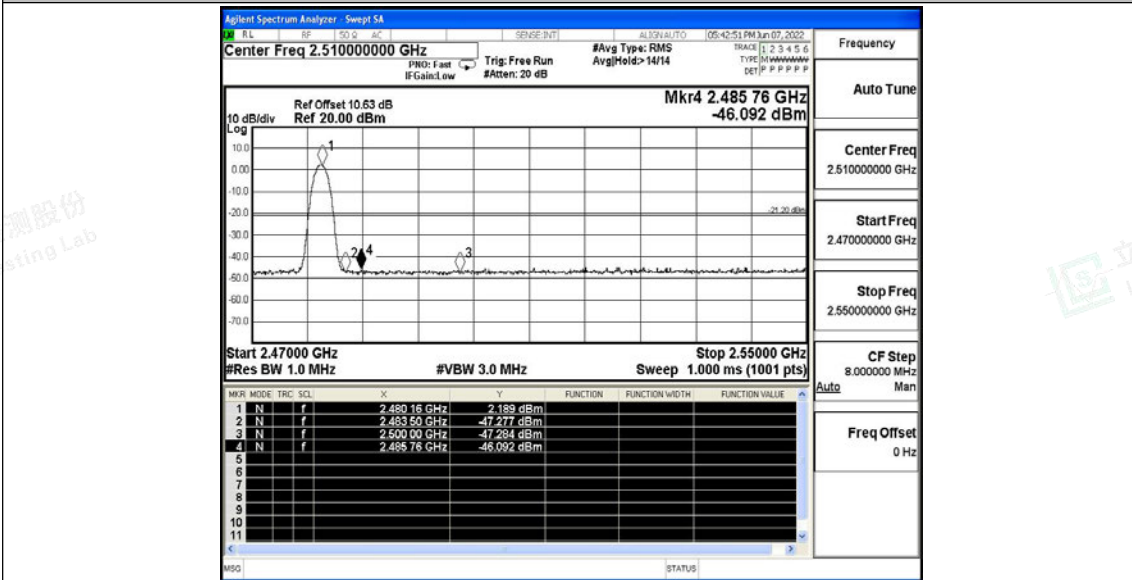 Agilent Spectrum Analyzer - Swept SA
RL RF 50 Ω AC SENSE:INT ALIGN AUTO 05:42:51 PM Jun 07, 2022
Center Freq 2.510000000 GHz
PNO: Fast
IFGain:Low
Trig: Free Run
#Atten: 20 dB
#Avg Type: RMS
Avg|Hold:> 14/14
TRACE 1 2 3 4 5 6
TYPE M
DET P P P P P P
Ref Offset 10.63 dB
10 dB/div Ref 20.00 dBm
Log
Mkr4 2.485 76 GHz
-46.092 dBm
10.0
0.00
-10.0
-20.0
-30.0
-40.0
-50.0
-60.0
-70.0
1
2
4
3
-21.20 dBm
Start 2.47000 GHz Stop 2.55000 GHz
#Res BW 1.0 MHz #VBW 3.0 MHz Sweep 1.000 ms (1001 pts)
MKR MODE TRC SCL X Y FUNCTION FUNCTION WIDTH FUNCTION VALUE
1 N f 2.480 16 GHz 2.189 dBm
2 N f 2.483 50 GHz -47.277 dBm
3 N f 2.500 00 GHz -47.284 dBm
4 N f 2.485 76 GHz -46.092 dBm
5
6
7
8
9
10
11
MSG STATUS
Frequency
Auto Tune
Center Freq
2.510000000 GHz
Start Freq
2.470000000 GHz
Stop Freq
2.550000000 GHz
CF Step
8.000000 MHz
Auto Man
Freq Offset
0 Hz
测股份
sting Lab
立